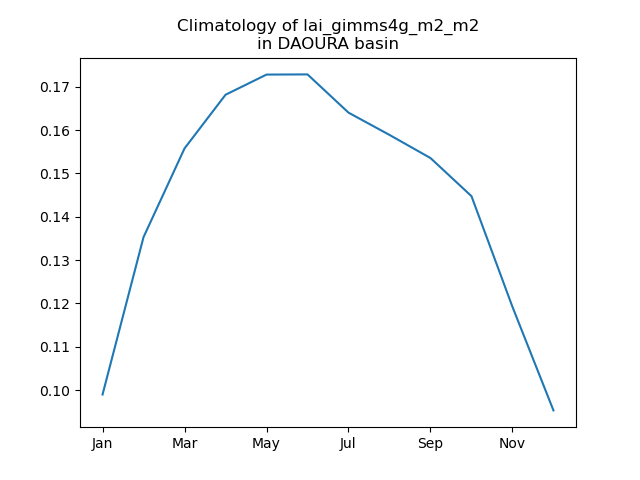 Climatology of lai_gimms4g_m2_m2
in DAOURA basin
0.17
0.16
0.15
0.14
0.13
0.12
0.11
0.10
Jan Mar May Jul Sep Nov